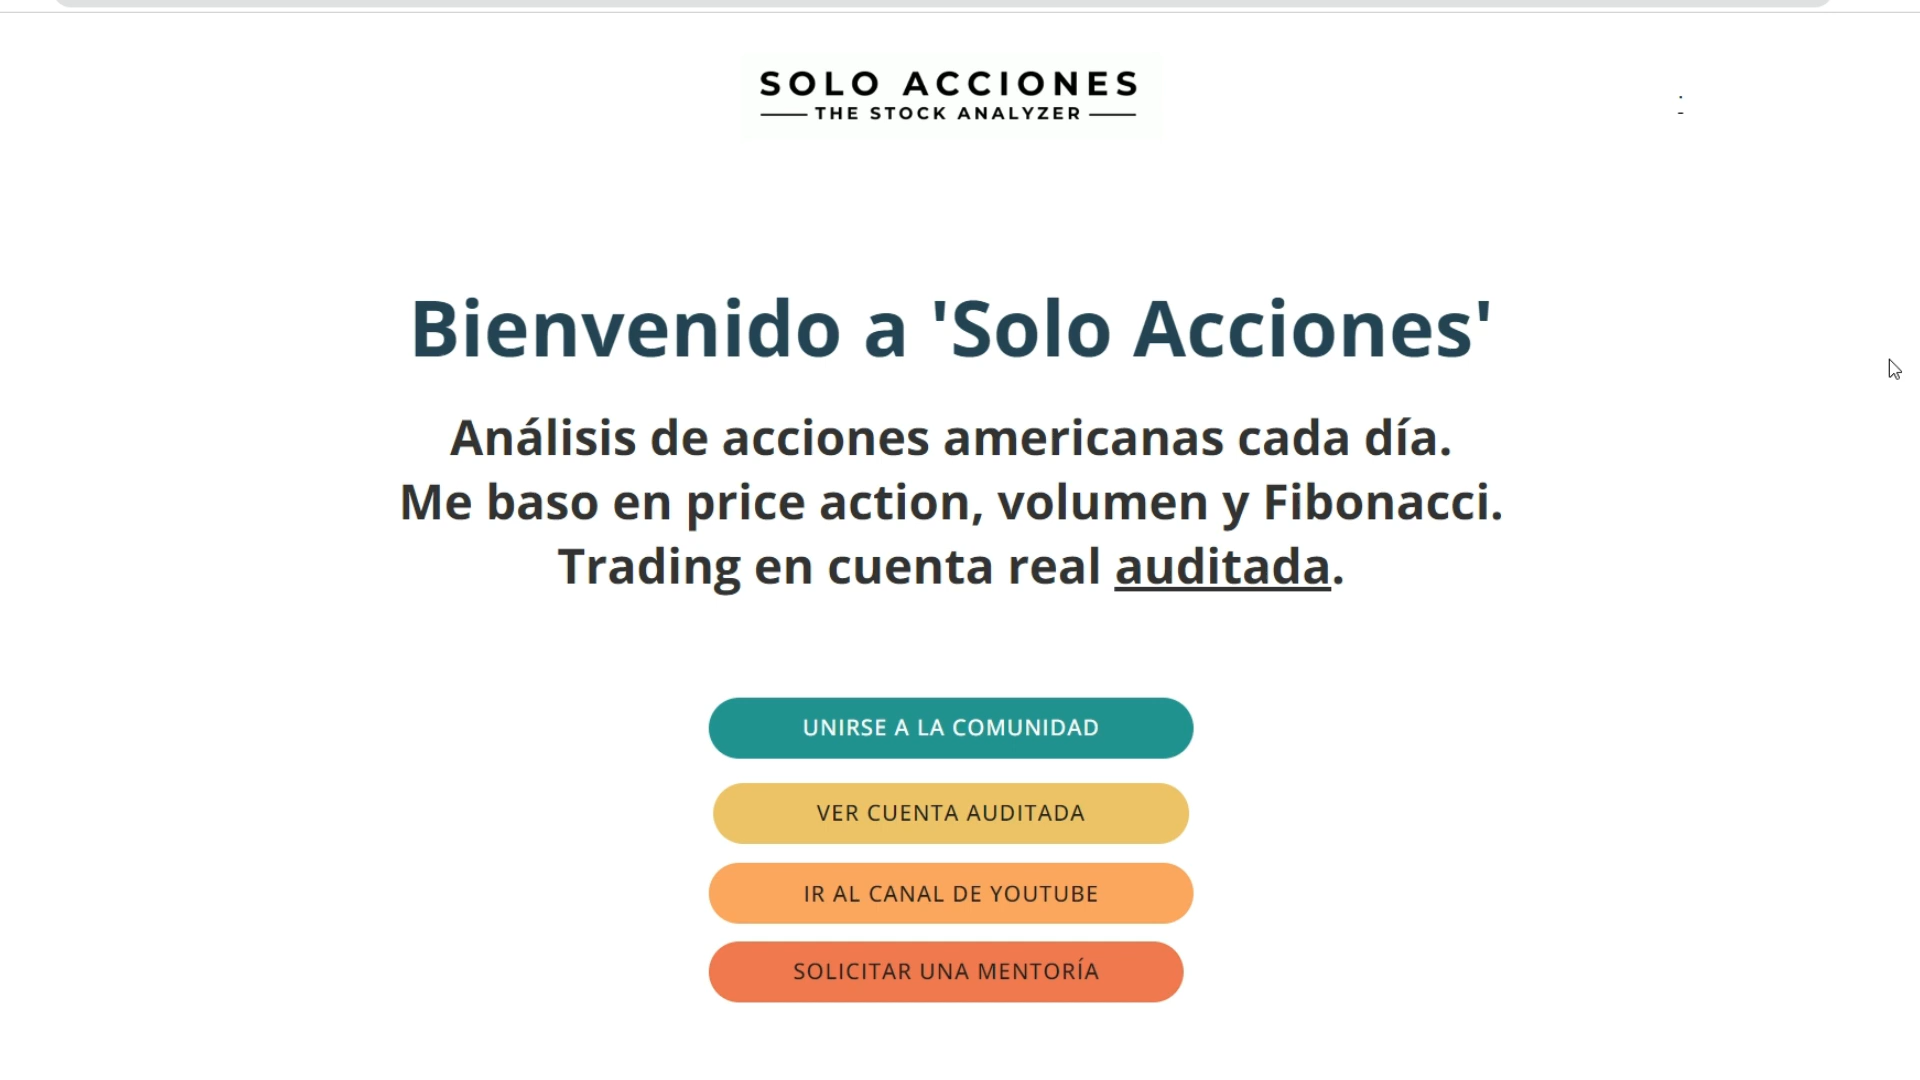 SOLO ACCIONES
THE STOCK ANALYZER
Bienvenido a 'Solo Acciones'
Análisis de acciones americanas cada día.
Me baso en price action, volumen y Fibonacci.
Trading en cuenta real auditada.
UNIRSE A LA COMUNIDAD
VER CUENTA AUDITADA
IR AL CANAL DE YOUTUBE
SOLICITAR UNA MENTORÍA